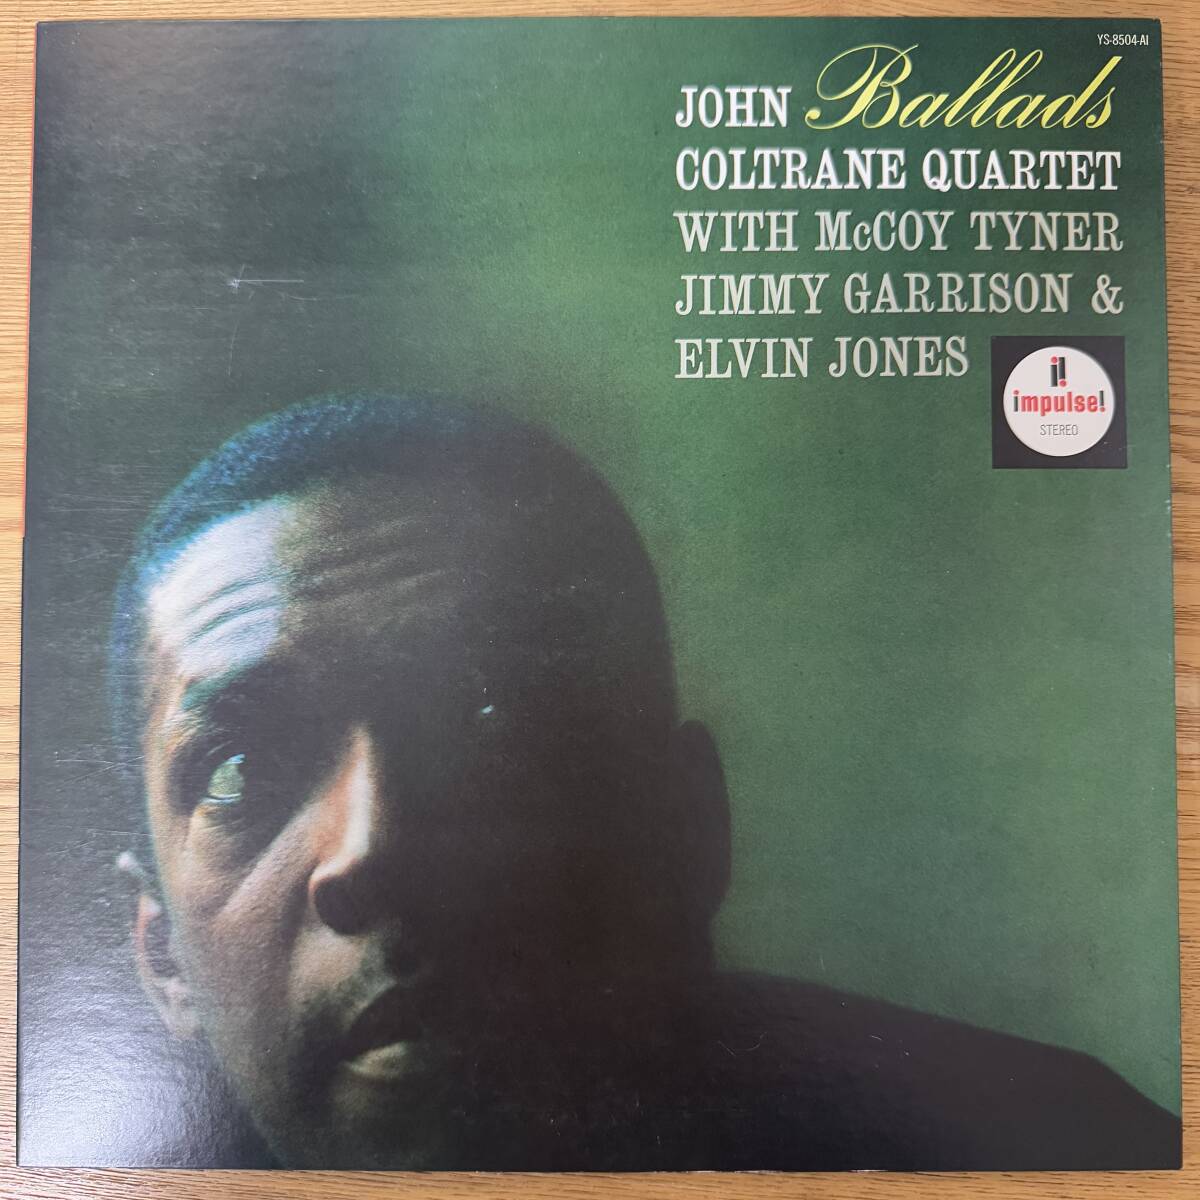 YS-8504-AI
JOHN Ballads
COLTRANE QUARTET
WITH McCOY TYNER
JIMMY GARRISON &
ELVIN JONES
i!
impulse!
STEREO